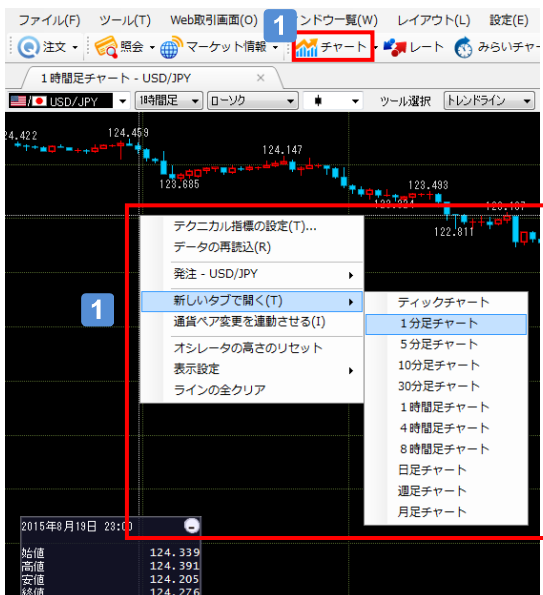 ファイル(F) ツール(T) Web取引画面(O) ンドウ一覧(W) レイアウト(L) 設定(E)
1
注文 照会 マーケット情報 チャート レート みらいチャー
1時間足チャート - USD/JPY ×
USD/JPY 1時間足 ローソク ツール選択 トレンドライン
24.422 124.459
124.147
123.685
123.493
122.811
テクニカル指標の設定(T)...
データの再読込(R)
発注 - USD/JPY
新しいタブで開く(T)
通貨ペア変更を連動させる(I)
オシレータの高さのリセット
表示設定
ラインの全クリア
1
ティックチャート
1分足チャート
5分足チャート
10分足チャート
30分足チャート
1時間足チャート
4時間足チャート
8時間足チャート
日足チャート
週足チャート
月足チャート
2015年8月19日 23:00
始値 124.339
高値 124.391
安値 124.205
終値 124.276